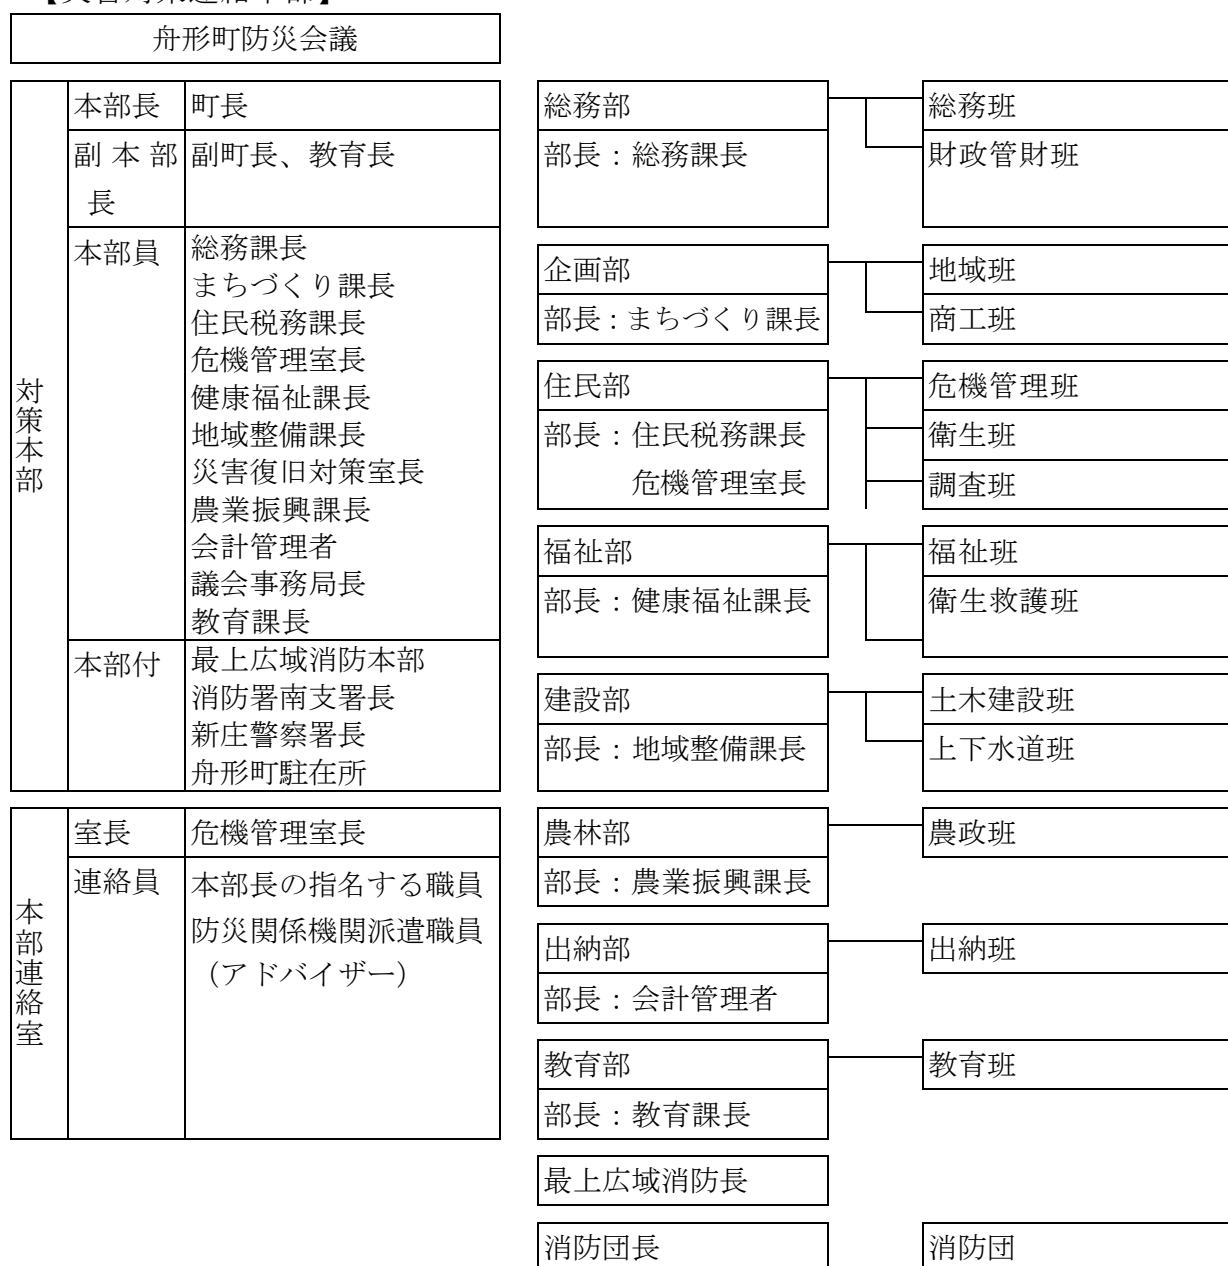 舟形町防災会議
対策本部
本部長 町長
副本部長 副町長、教育長
本部員 総務課長
まちづくり課長
住民税務課長
危機管理室長
健康福祉課長
地域整備課長
災害復旧対策室長
農業振興課長
会計管理者
議会事務局長
教育課長
本部付 最上広域消防本部
消防署南支署長
新庄警察署長
舟形町駐在所
本部連絡室
室長 危機管理室長
連絡員 本部長の指名する職員
防災関係機関派遣職員
（アドバイザー）
総務部 総務班
部長：総務課長 財政管財班
企画部 地域班
部長：まちづくり課長 商工班
住民部 危機管理班
部長：住民税務課長 衛生班
危機管理室長 調査班
福祉部 福祉班
部長：健康福祉課長 衛生救護班
建設部 土木建設班
部長：地域整備課長 上下水道班
農林部 農政班
部長：農業振興課長
出納部 出納班
部長：会計管理者
教育部 教育班
部長：教育課長
最上広域消防長
消防団長 消防団